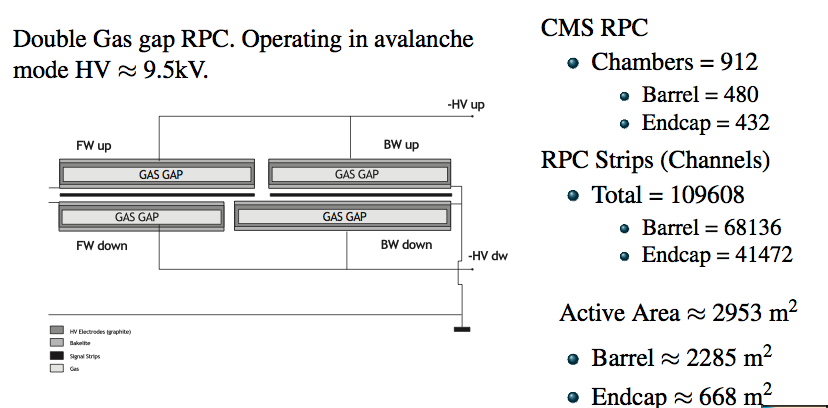 Double Gas gap RPC. Operating in avalanche
mode HV ≈ 9.5kV.
-HV up
FW up
BW up
GAS GAP
GAS GAP
GAS GAP
GAS GAP
FW down
BW down
-HV dw
HV Electrodes (graphite)
Bakelite
Signal Strips
Gas
CMS RPC
Chambers = 912
Barrel = 480
Endcap = 432
RPC Strips (Channels)
Total = 109608
Barrel = 68136
Endcap = 41472
Active Area ≈ 2953 m²
Barrel ≈ 2285 m²
Endcap ≈ 668 m²